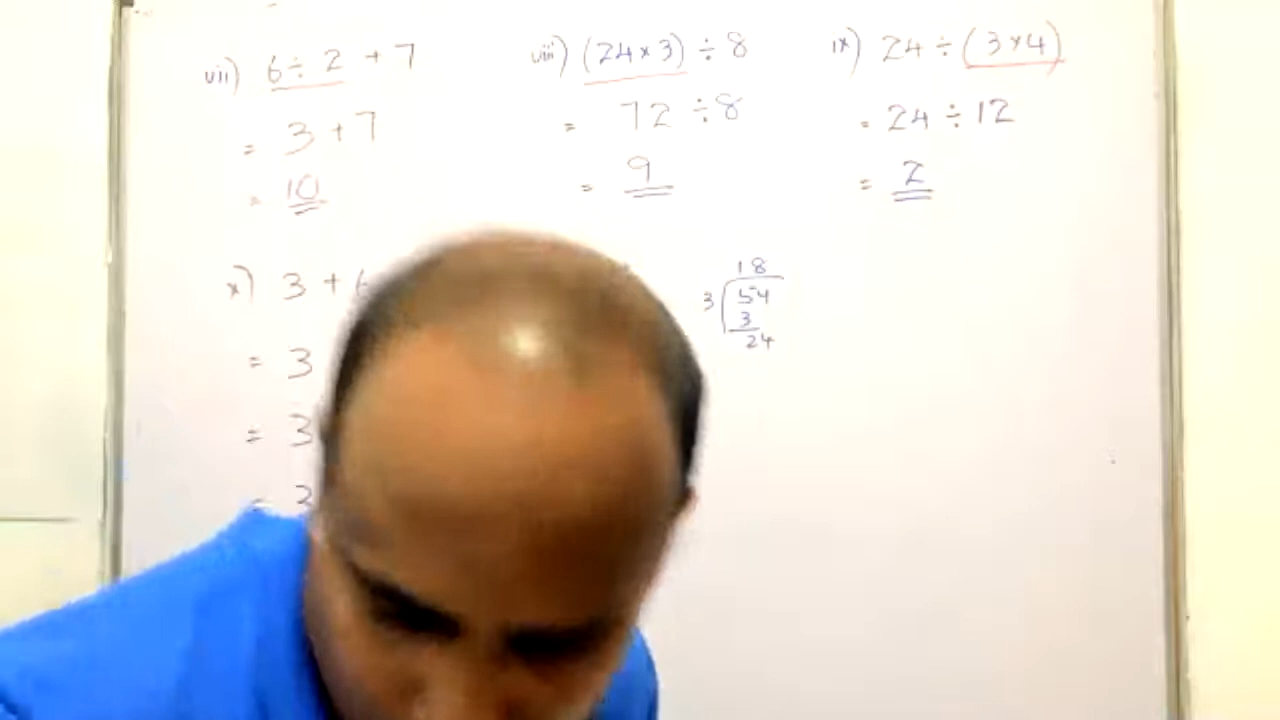 vii) 6 ÷ 2 + 7
= 3 + 7
= 10
viii) (24 × 3) ÷ 8
= 72 ÷ 8
= 9
ix) 24 ÷ (3 × 4)
= 24 ÷ 12
= 2
x) 3 + 6
= 3
= 3
= 3
18
3 54
3
24